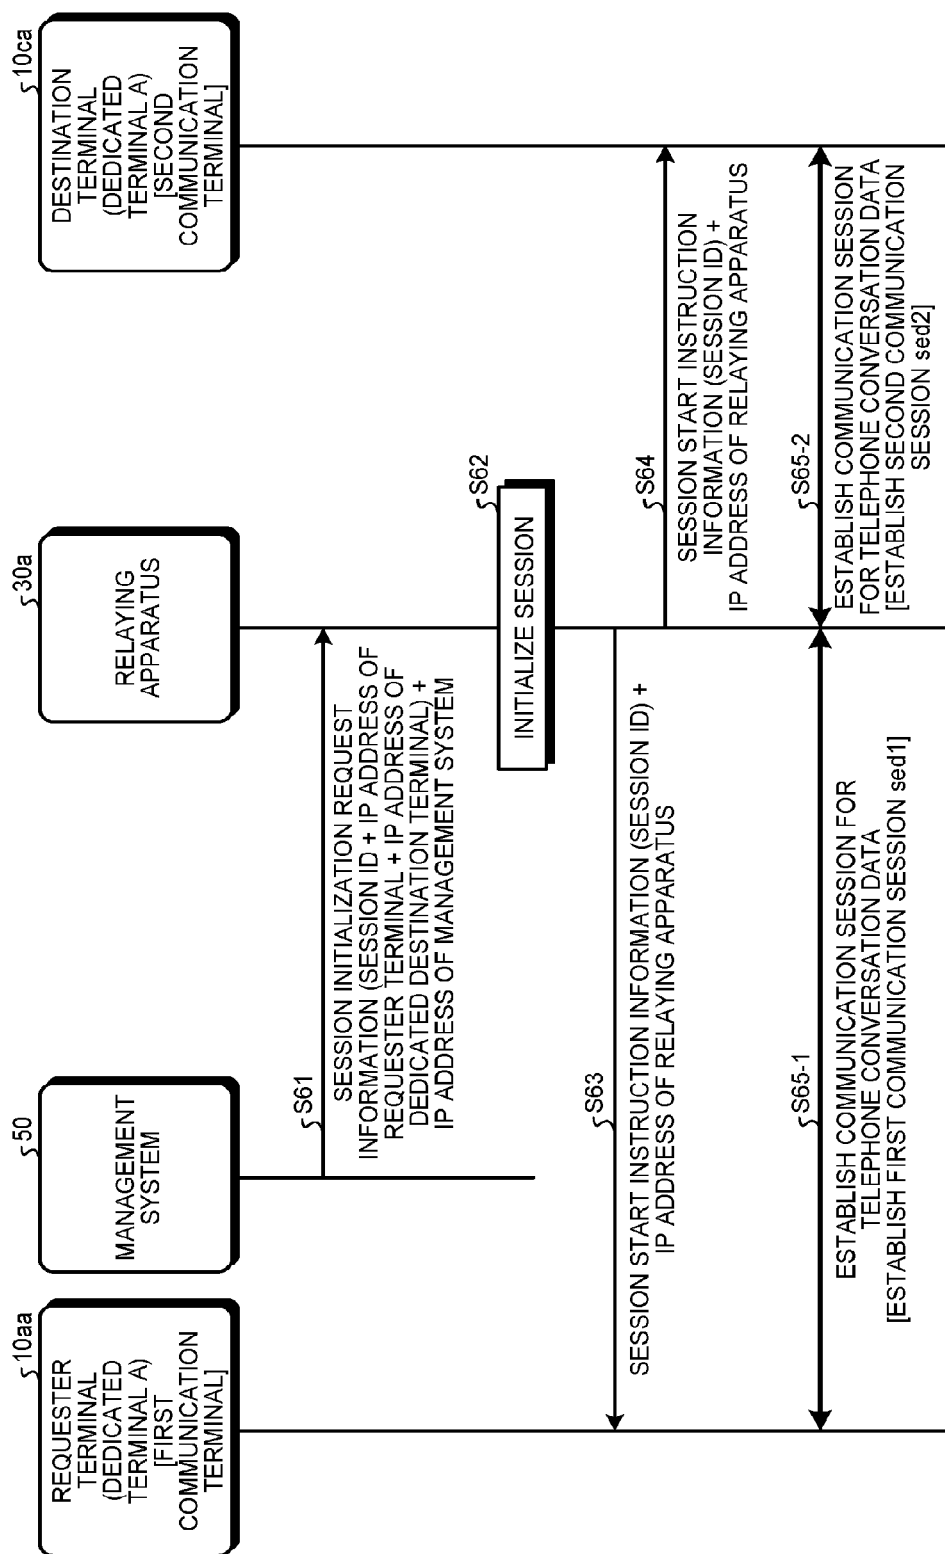 10aa
REQUESTER
TERMINAL
(DEDICATED
TERMINAL A)
[FIRST
COMMUNICATION
TERMINAL]
50
MANAGEMENT
SYSTEM
30a
RELAYING
APPARATUS
10ca
DESTINATION
TERMINAL
(DEDICATED
TERMINAL A)
[SECOND
COMMUNICATION
TERMINAL]
S61
SESSION INITIALIZATION REQUEST
INFORMATION (SESSION ID + IP ADDRESS OF
REQUESTER TERMINAL + IP ADDRESS OF
DEDICATED DESTINATION TERMINAL) +
IP ADDRESS OF MANAGEMENT SYSTEM
S62
INITIALIZE SESSION
S63
SESSION START INSTRUCTION INFORMATION (SESSION ID) +
IP ADDRESS OF RELAYING APPARATUS
S64
SESSION START INSTRUCTION
INFORMATION (SESSION ID) +
IP ADDRESS OF RELAYING APPARATUS
S65-1
ESTABLISH COMMUNICATION SESSION FOR
TELEPHONE CONVERSATION DATA
[ESTABLISH FIRST COMMUNICATION SESSION sed1]
S65-2
ESTABLISH COMMUNICATION SESSION
FOR TELEPHONE CONVERSATION DATA
[ESTABLISH SECOND COMMUNICATION
SESSION sed2]